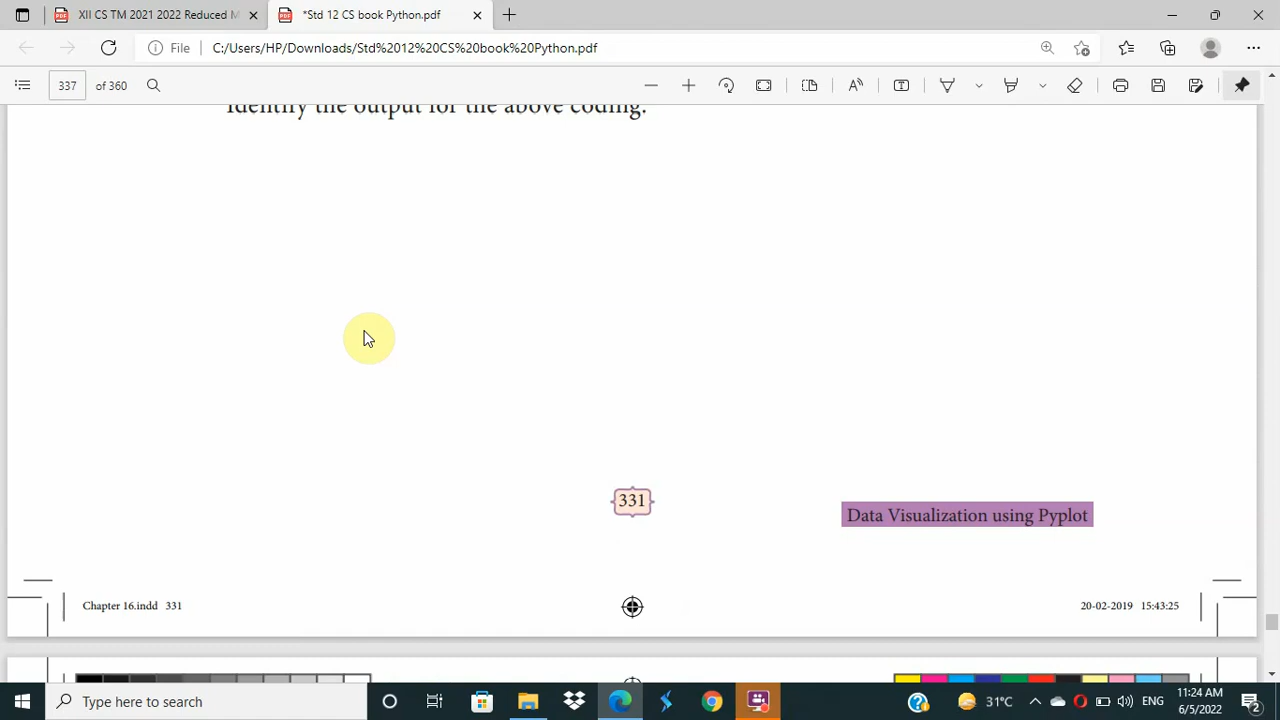 XII CS TM 2021 2022 Reduced M
*Std 12 CS book Python.pdf
File
C:/Users/HP/Downloads/Std%2012%20CS%20book%20Python.pdf
337 of 360
Identify the output for the above coding.
331
Data Visualization using Pyplot
Chapter 16.indd 331
20-02-2019 15:43:25
Type here to search
31°C
ENG
11:24 AM
6/5/2022
2